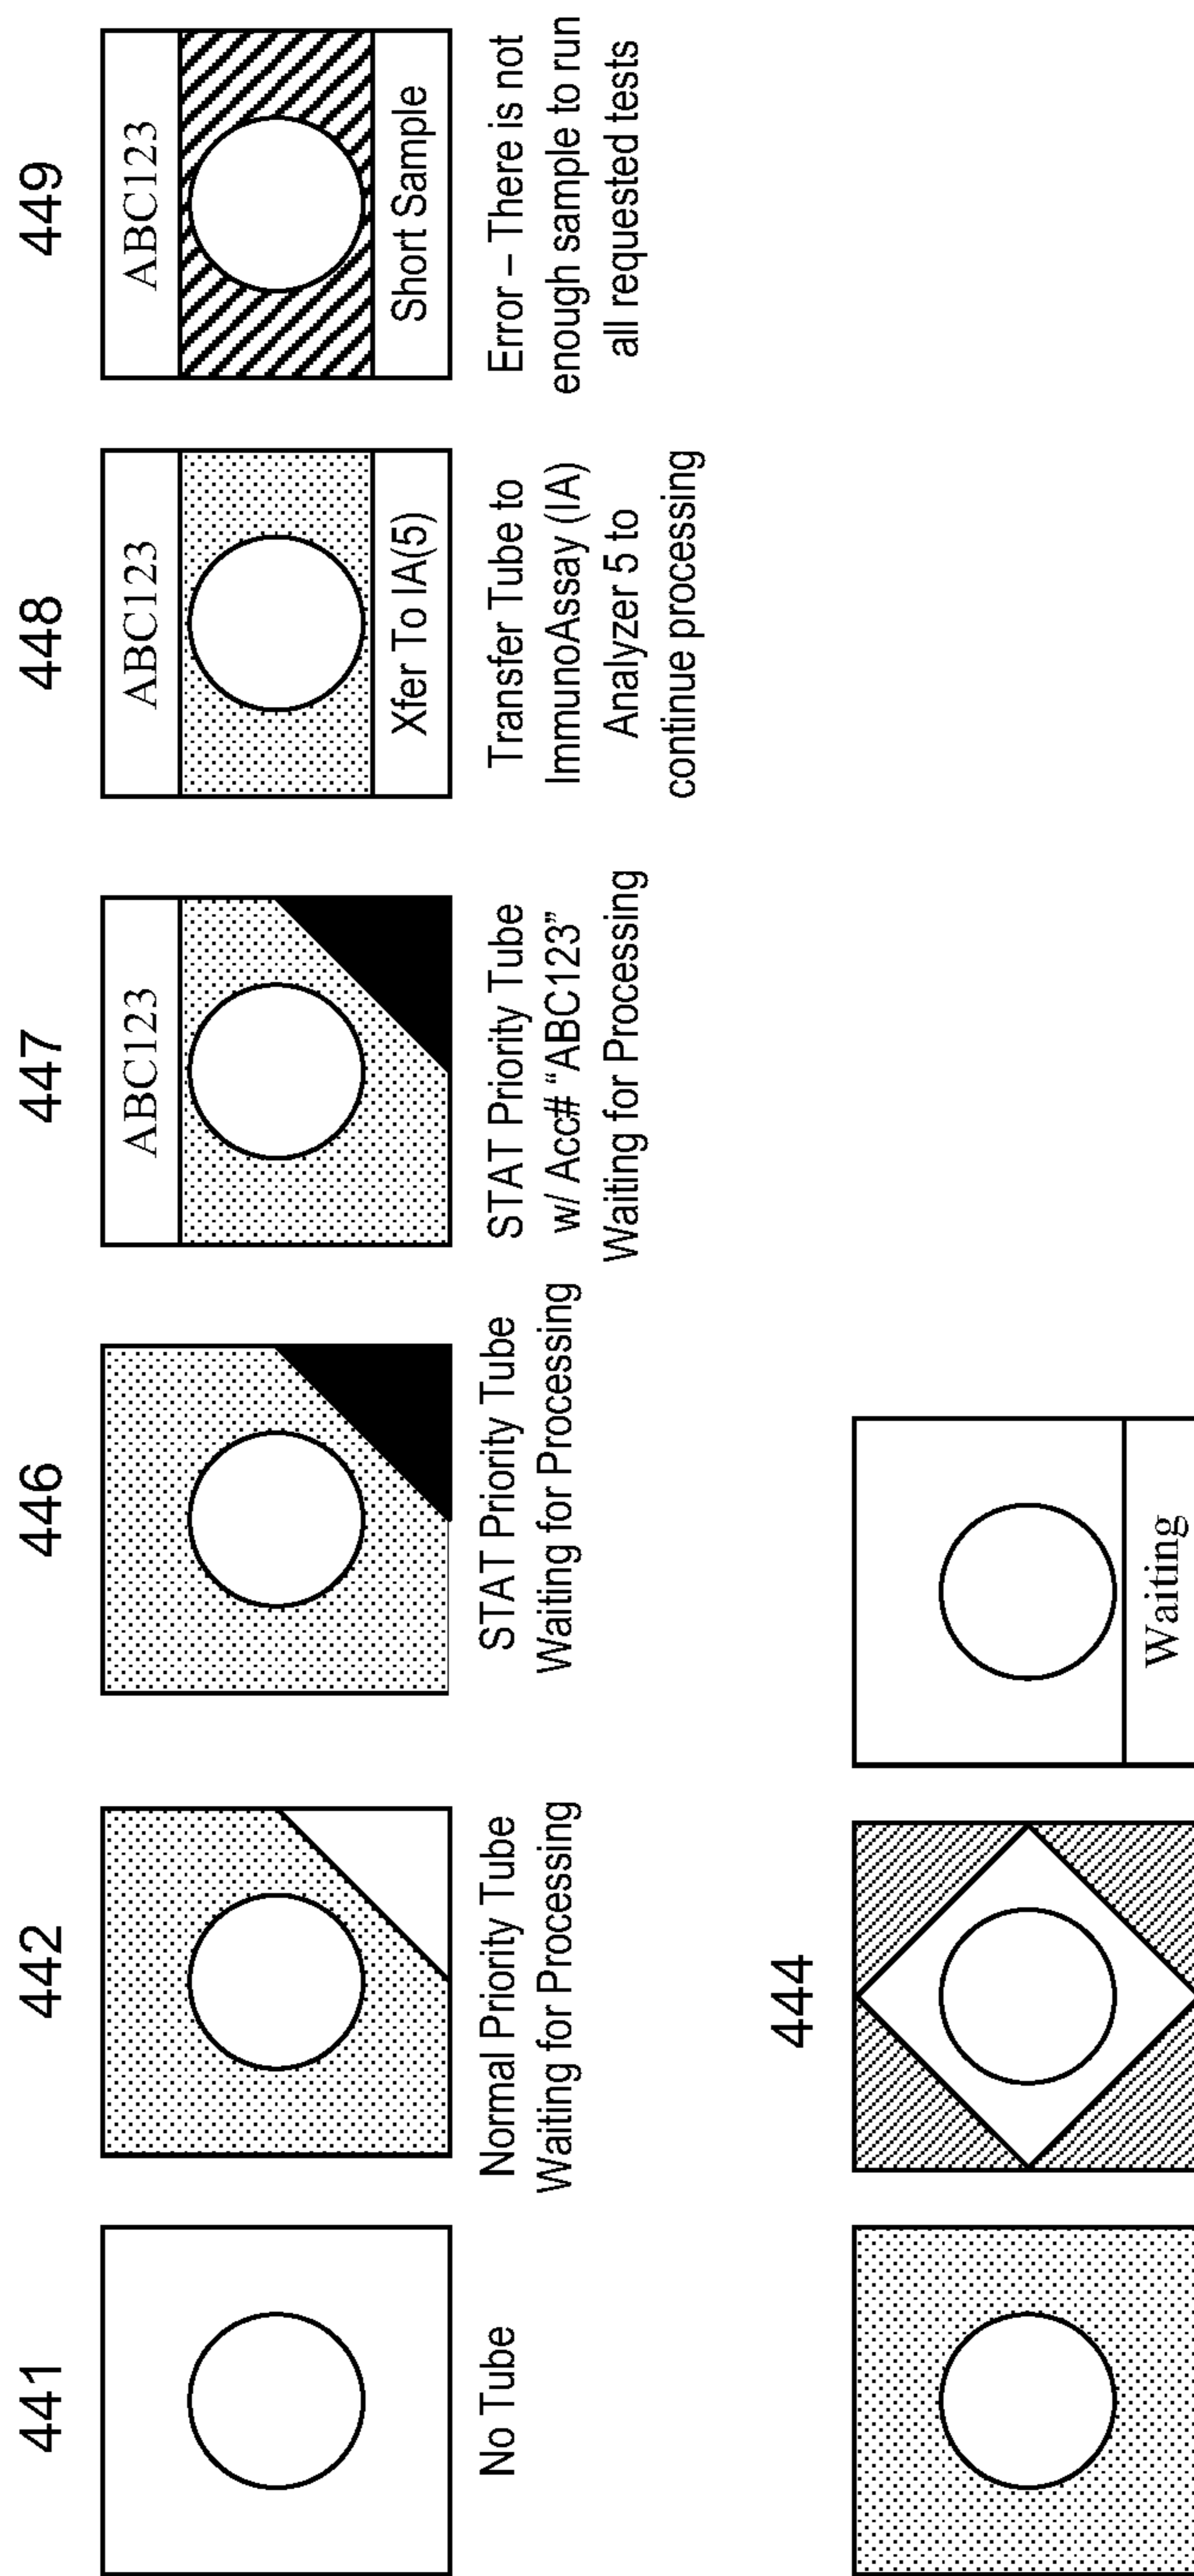 441
No Tube
442
Normal Priority Tube
Waiting for Processing
446
STAT Priority Tube
Waiting for Processing
447
ABC123
STAT Priority Tube
w/ Acc# “ABC123”
Waiting for Processing
448
ABC123
Xfer To IA(5)
Transfer Tube to
ImmunoAssay (IA)
Analyzer 5 to
continue processing
449
ABC123
Short Sample
Error – There is not
enough sample to run
all requested tests
444
Waiting